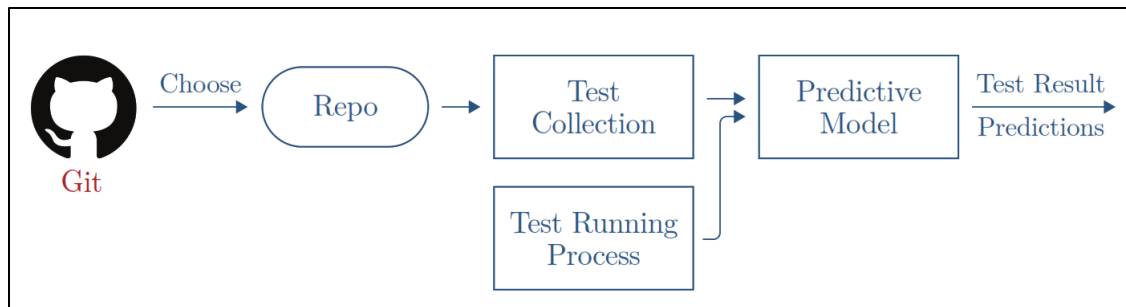 Git
Choose
Repo
Test
Collection
Test Running
Process
Predictive
Model
Test Result
Predictions